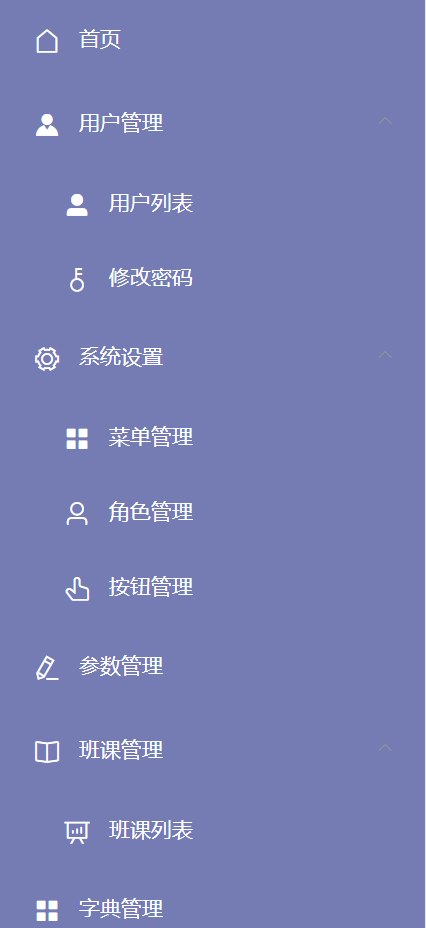 首页
用户管理
用户列表
修改密码
系统设置
菜单管理
角色管理
按钮管理
参数管理
班课管理
班课列表
字典管理